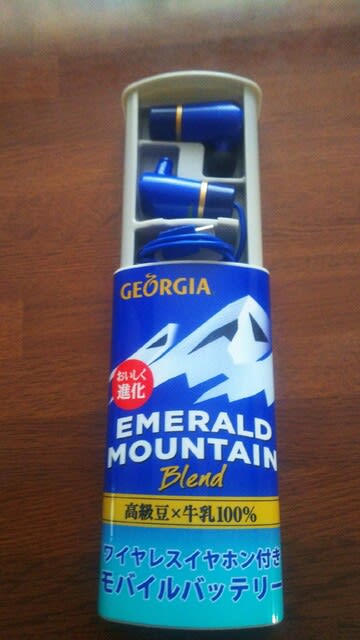 GEORGIA
おいしく
進化
EMERALD
MOUNTAIN
Blend
高級豆×牛乳100%
ワイヤレスイヤホン付き
モバイルバッテリー